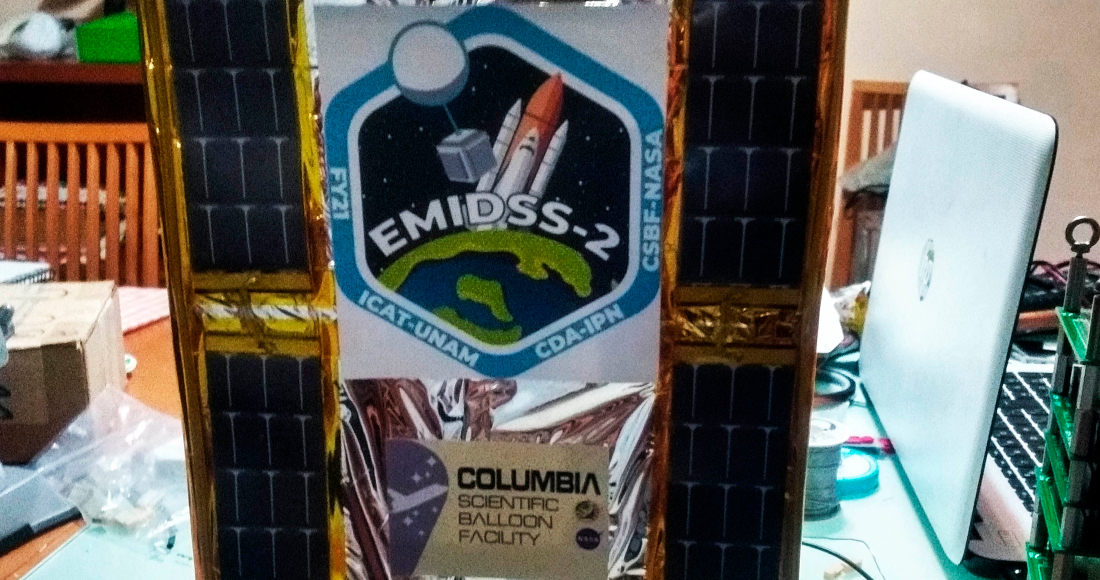 FY21
CSBF-NASA
EMIDSS-2
ICAT-UNAM
CDA-IPN
COLUMBIA
SCIENTIFIC
BALLOON
FACILITY
NASA